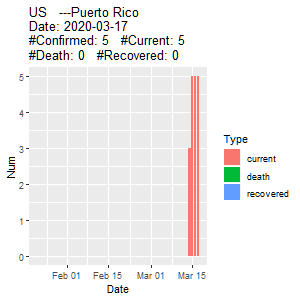 US   ---Puerto Rico
Date: 2020-03-17
#Confirmed: 5   #Current: 5
#Death: 0   #Recovered: 0
5
4
3
2
1
0
Num
Feb 01
Feb 15
Mar 01
Mar 15
Date
Type
current
death
recovered